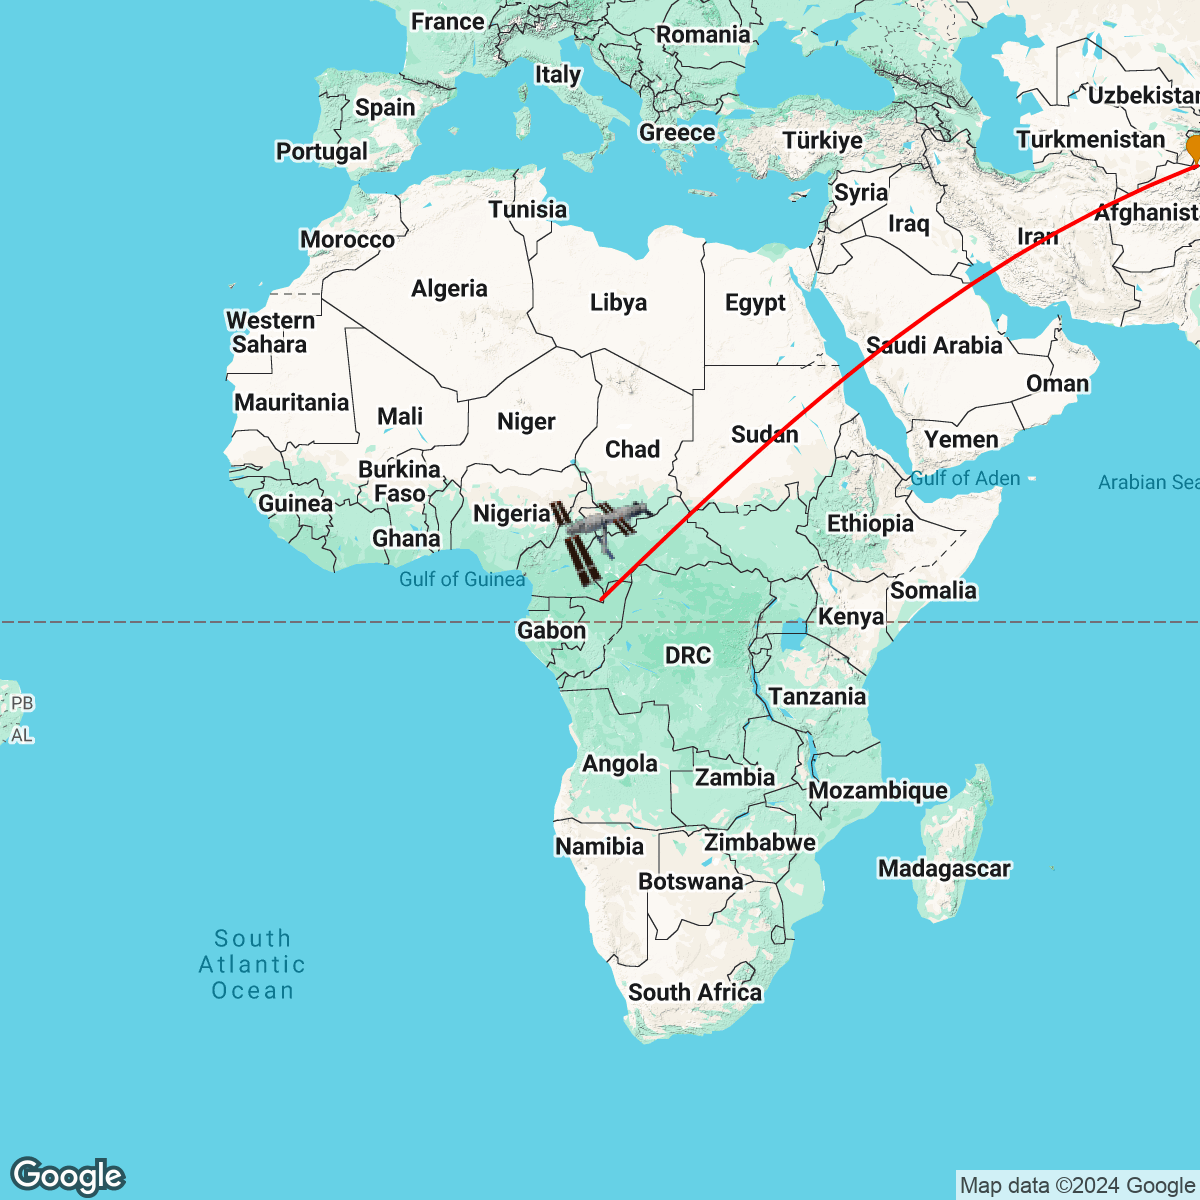 France
Romania
Italy
Uzbekistan
Spain
Greece
Türkiye
Turkmenistan
Portugal
Syria
Tunisia
Afghanist
Iraq
Morocco
Iran
Algeria
Libya
Egypt
Western
Sahara
Saudi Arabia
Oman
Mauritania
Mali
Niger
Sudan
Yemen
Chad
Burkina
Faso
Gulf of Aden
Arabian Sea
Guinea
Nigeria
Ethiopia
Ghana
Gulf of Guinea
Somalia
Kenya
Gabon
DRC
Tanzania
PB
AL
Angola
Zambia
Mozambique
Namibia
Zimbabwe
Madagascar
Botswana
South
Atlantic
Ocean
South Africa
Google
Map data ©2024 Google